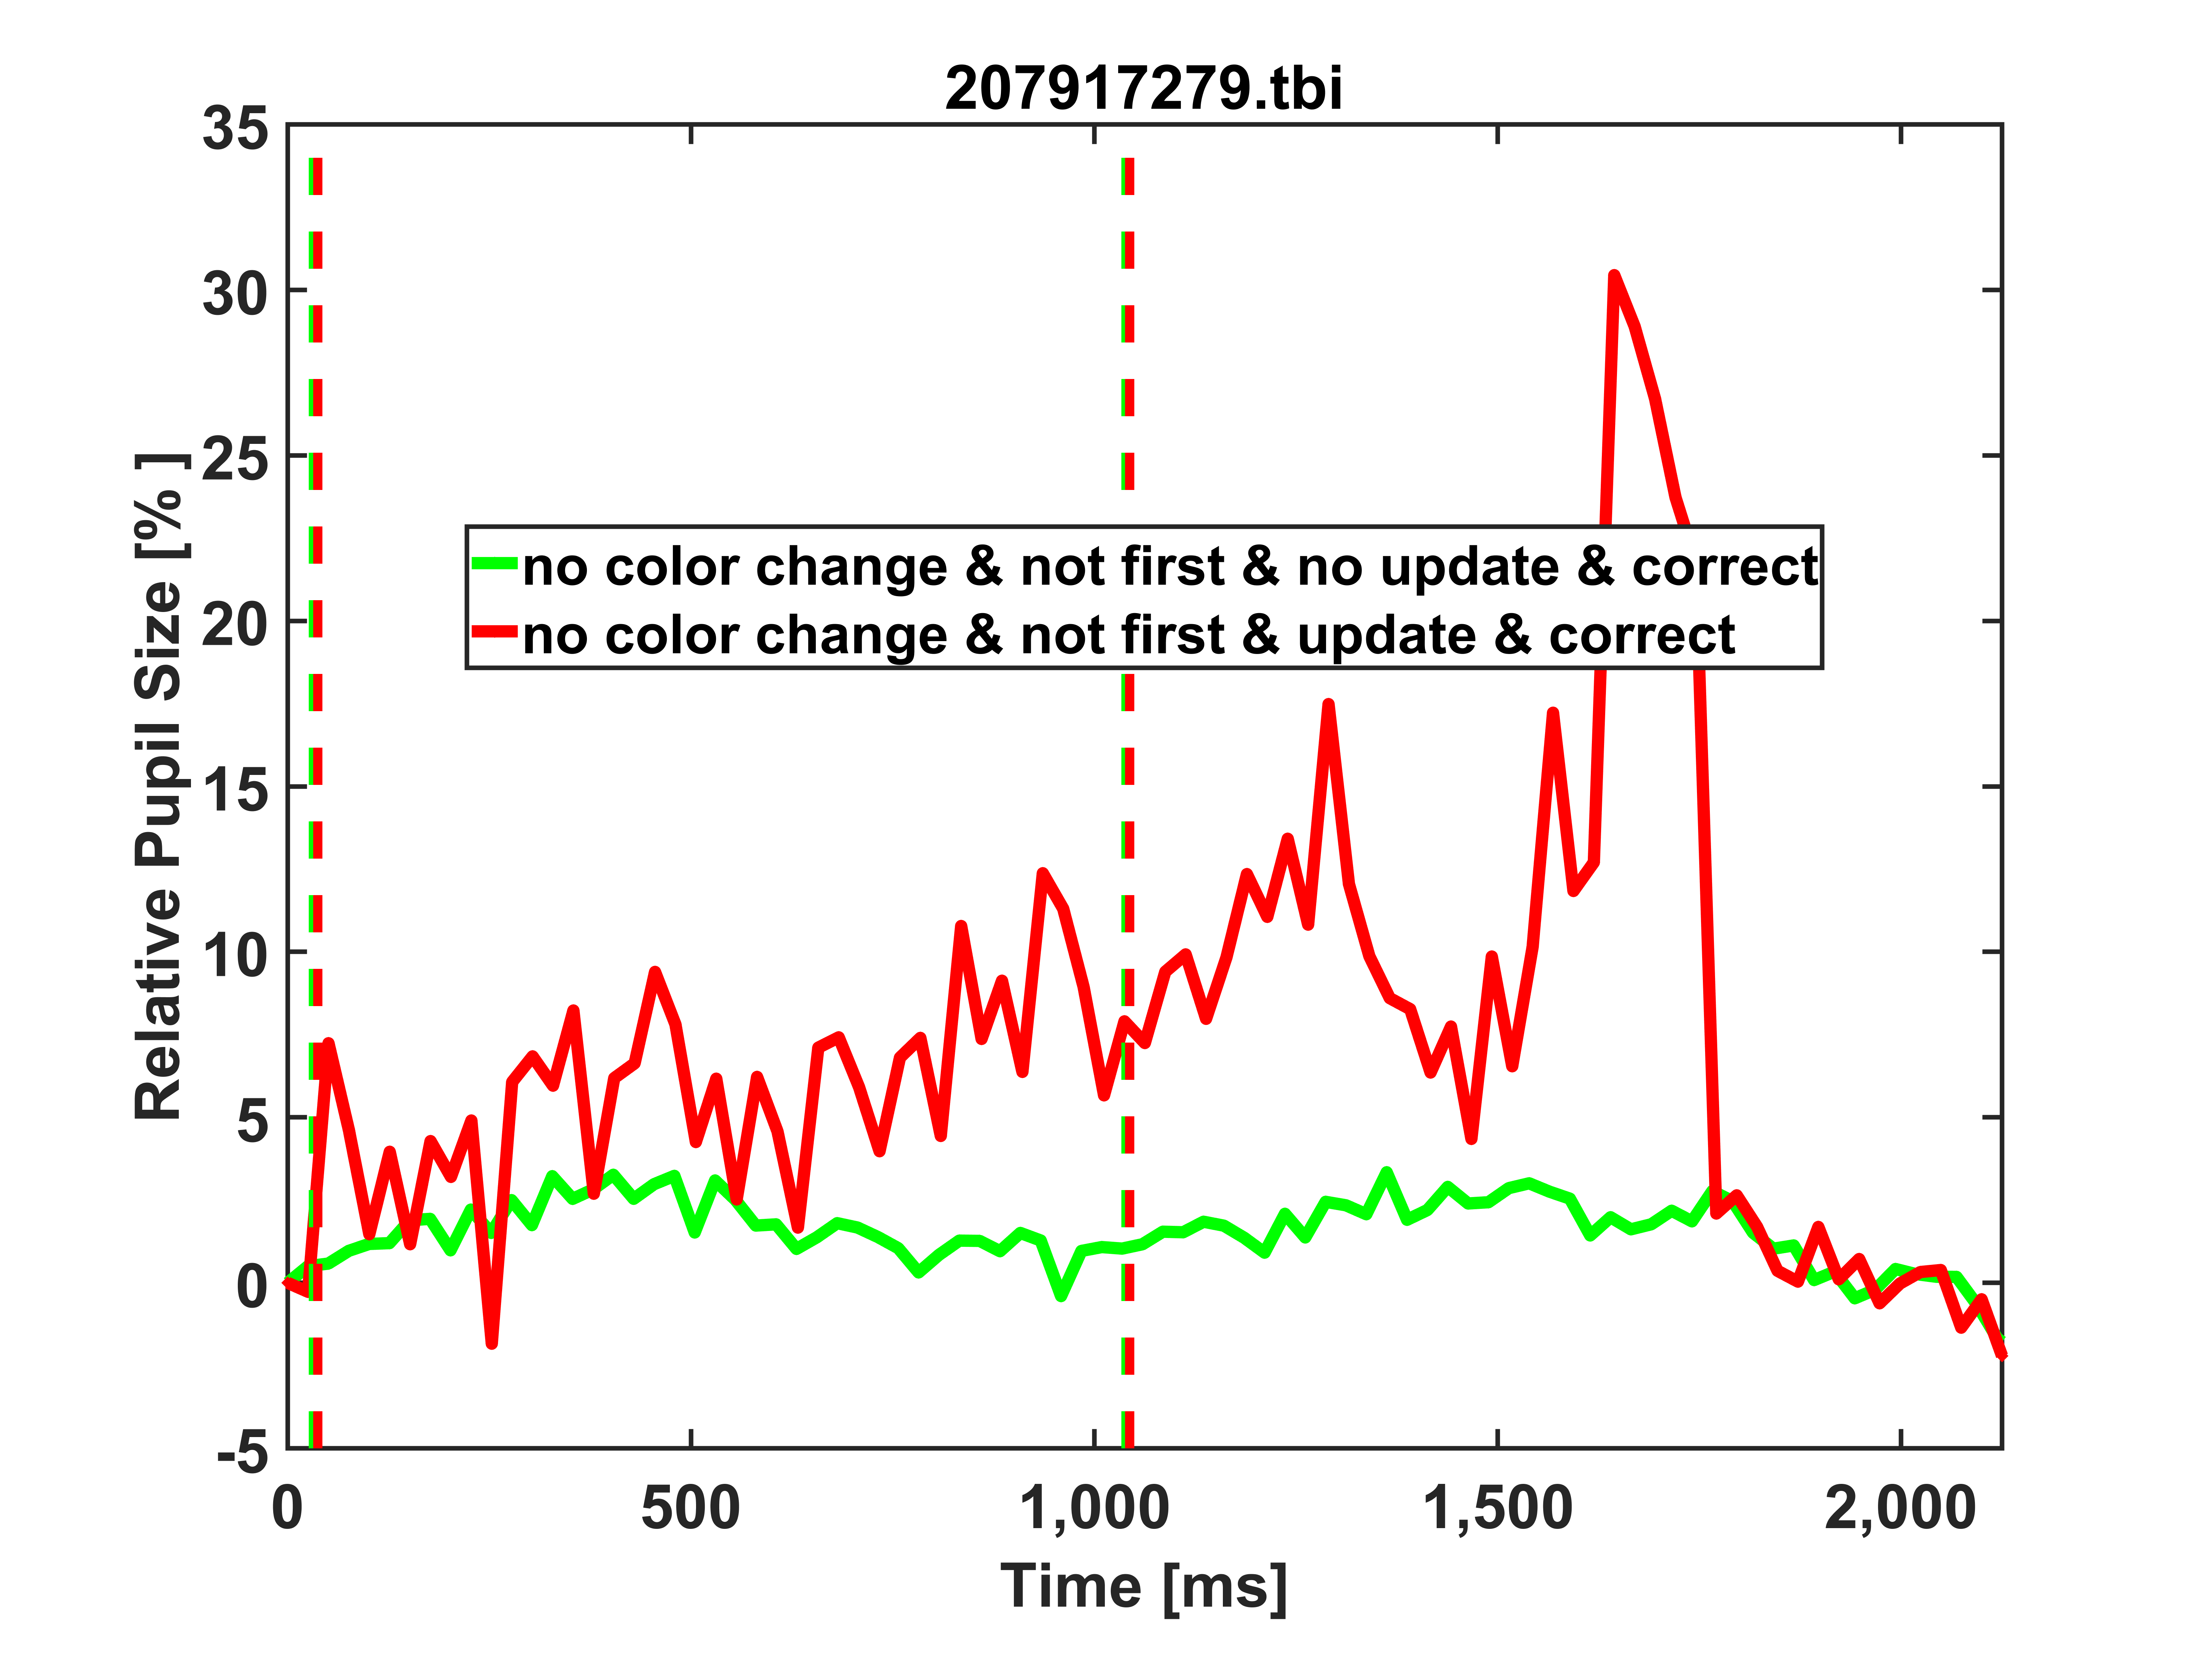 207917279.tbi
35
30
25
20
15
10
5
0
-5
Relative Pupil Size [% ]
no color change & not first & no update & correct
no color change & not first & update & correct
0 500 1,000 1,500 2,000
Time [ms]